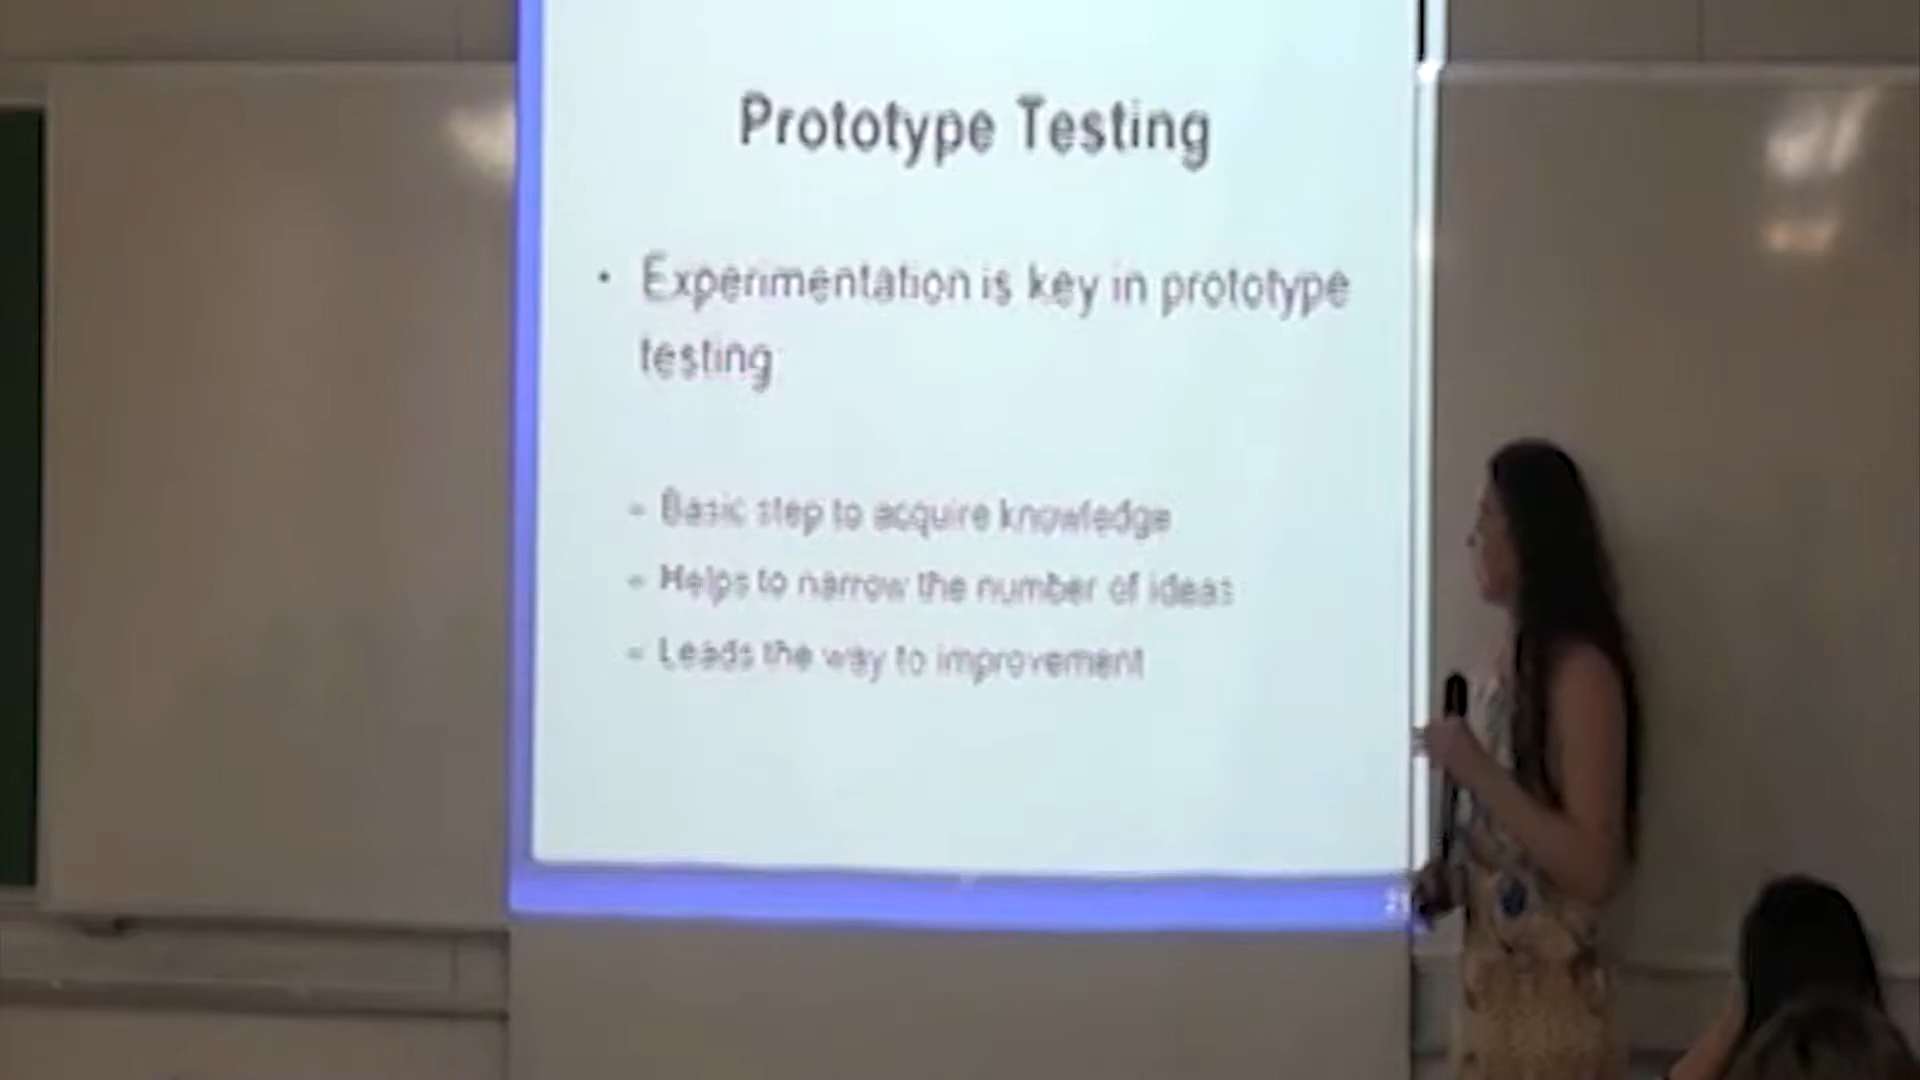 Prototype Testing
• Experimentation is key in prototype
testing
- Basic step to acquire knowledge
- Helps to narrow the number of ideas
- Leads the way to improvement